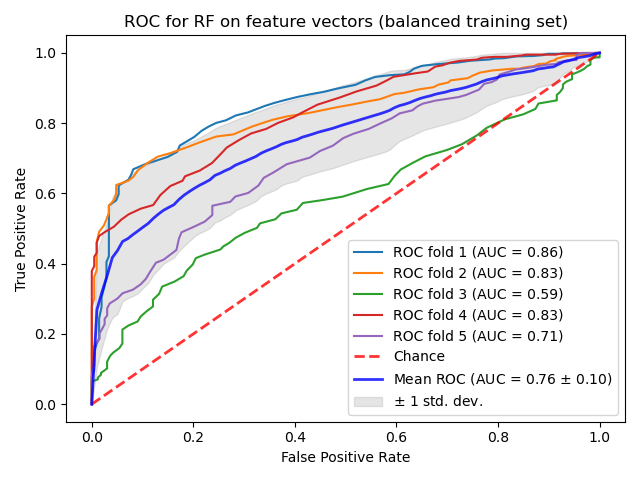 ROC for RF on feature vectors (balanced training set)
True Positive Rate
1.0
0.8
0.6
0.4
0.2
0.0
ROC fold 1 (AUC = 0.86)
ROC fold 2 (AUC = 0.83)
ROC fold 3 (AUC = 0.59)
ROC fold 4 (AUC = 0.83)
ROC fold 5 (AUC = 0.71)
Chance
Mean ROC (AUC = 0.76 ± 0.10)
± 1 std. dev.
0.0 0.2 0.4 0.6 0.8 1.0
False Positive Rate